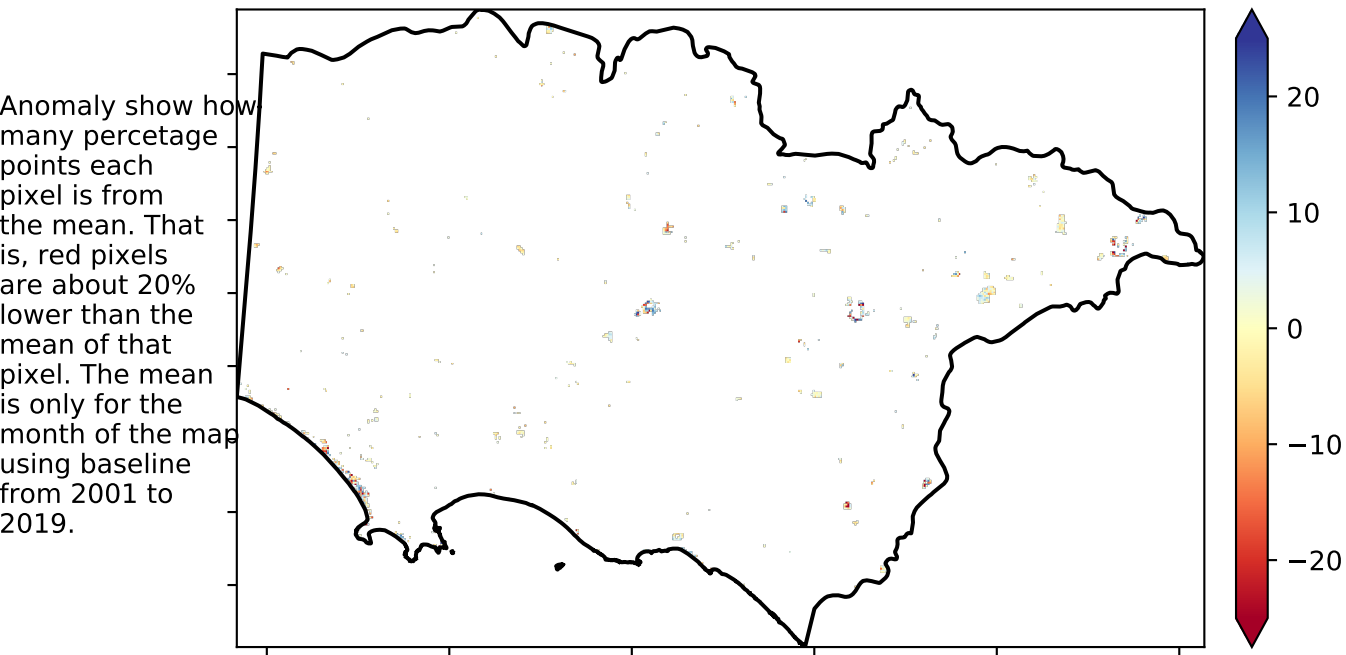 Anomaly show how
many percetage
points each
pixel is from
the mean. That
is, red pixels
are about 20%
lower than the
mean of that
pixel. The mean
is only for the
month of the map
using baseline
from 2001 to
2019.
20
10
0
−10
−20